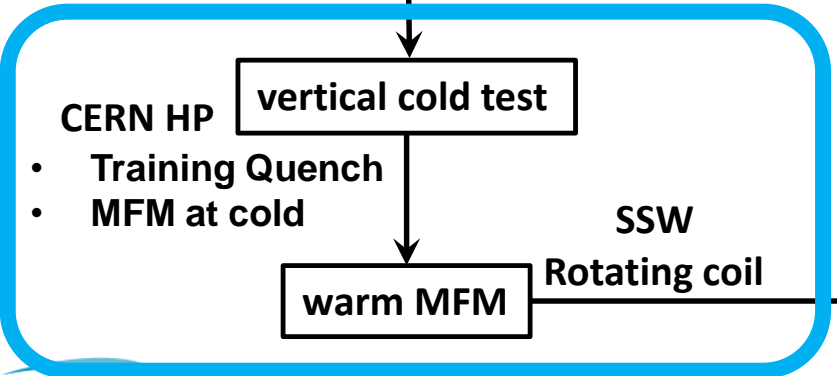 vertical cold test
CERN HP
• Training Quench
• MFM at cold
SSW
Rotating coil
warm MFM